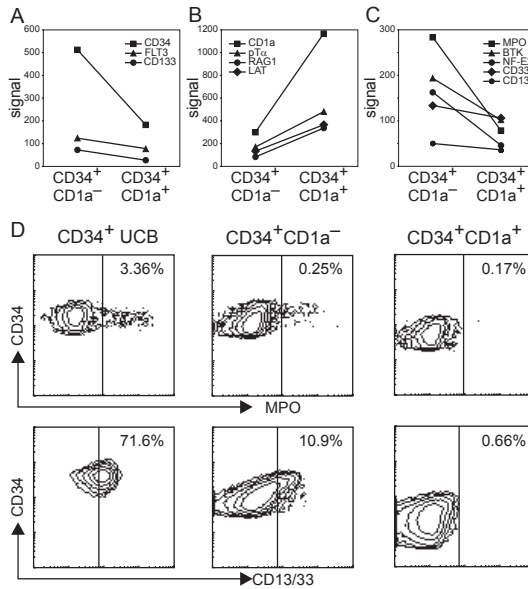 A
600
500
400
300
200
100
0
signal
CD34
FLT3
CD133
CD34+
CD1a−
CD34+
CD1a+
B
1200
1000
800
600
400
200
0
signal
CD1a
pTα
RAG1
LAT
CD34+
CD1a−
CD34+
CD1a+
C
300
200
100
0
signal
MPO
BTK
NF-E
CD33
CD13
CD34+
CD1a−
CD34+
CD1a+
D
CD34+ UCB
CD34+CD1a−
CD34+CD1a+
3.36%
0.25%
0.17%
CD34
MPO
71.6%
10.9%
0.66%
CD34
CD13/33